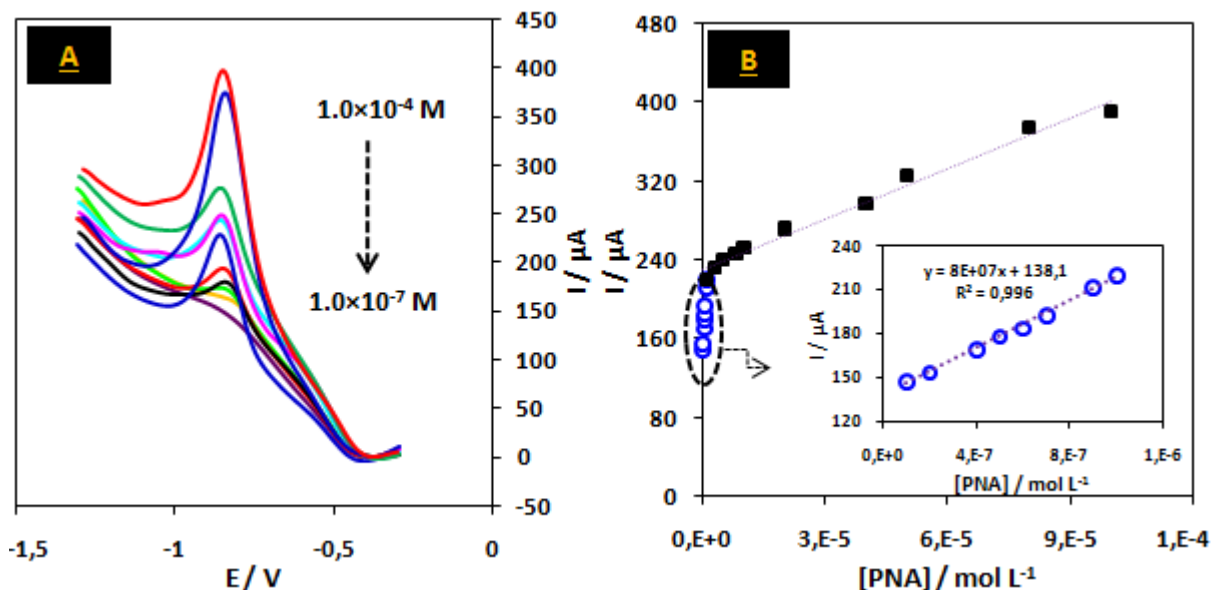 A
450
400
350
300
250
200
150
100
50
0
-50
I / µA
-1,5
-1
-0,5
0
E / V
1.0×10⁻⁴ M
1.0×10⁻⁷ M
B
I / µA
480
400
320
240
160
80
0
0,E+0
3,E-5
6,E-5
9,E-5
1,E-4
[PNA] / mol L⁻¹
y = 8E+07x + 138,1
R² = 0,996
I / µA
240
210
180
150
120
0,E+0
4,E-7
8,E-7
1,E-6
[PNA] / mol L⁻¹